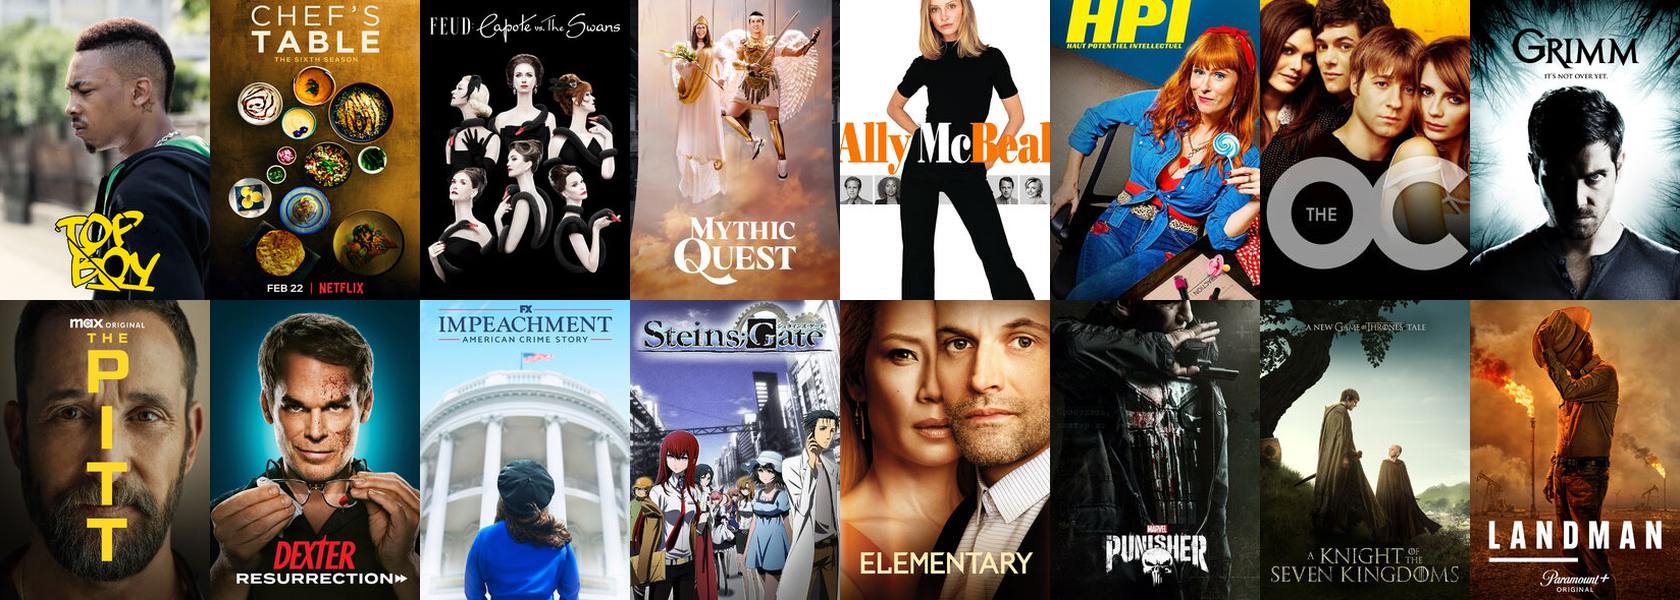 TOP
BOY
CHEF'S
TABLE
THE SIXTH SEASON
FEB 22 | NETFLIX
FEUD: Capote vs. The Swans
MYTHIC
QUEST
Ally McBeal
HPI
HAUT POTENTIEL INTELLECTUEL
THE OC
GRIMM
IT'S NOT OVER YET.
max ORIGINAL
THE
PITT
DEXTER
RESURRECTION
FX
IMPEACHMENT
AMERICAN CRIME STORY
Steins;Gate
ELEMENTARY
MARVEL
THE
PUNISHER
A NEW GAME OF THRONES TALE
A KNIGHT OF THE
SEVEN KINGDOMS
LANDMAN
Paramount+
ORIGINAL